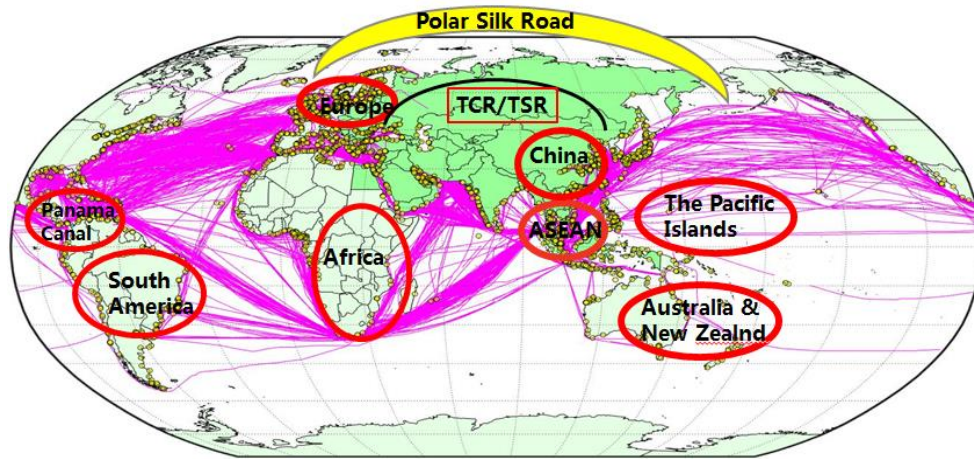 Polar Silk Road
Europe
TCR/TSR
China
Panama
Canal
ASEAN
The Pacific
Islands
Africa
South
America
Australia &
New Zealnd